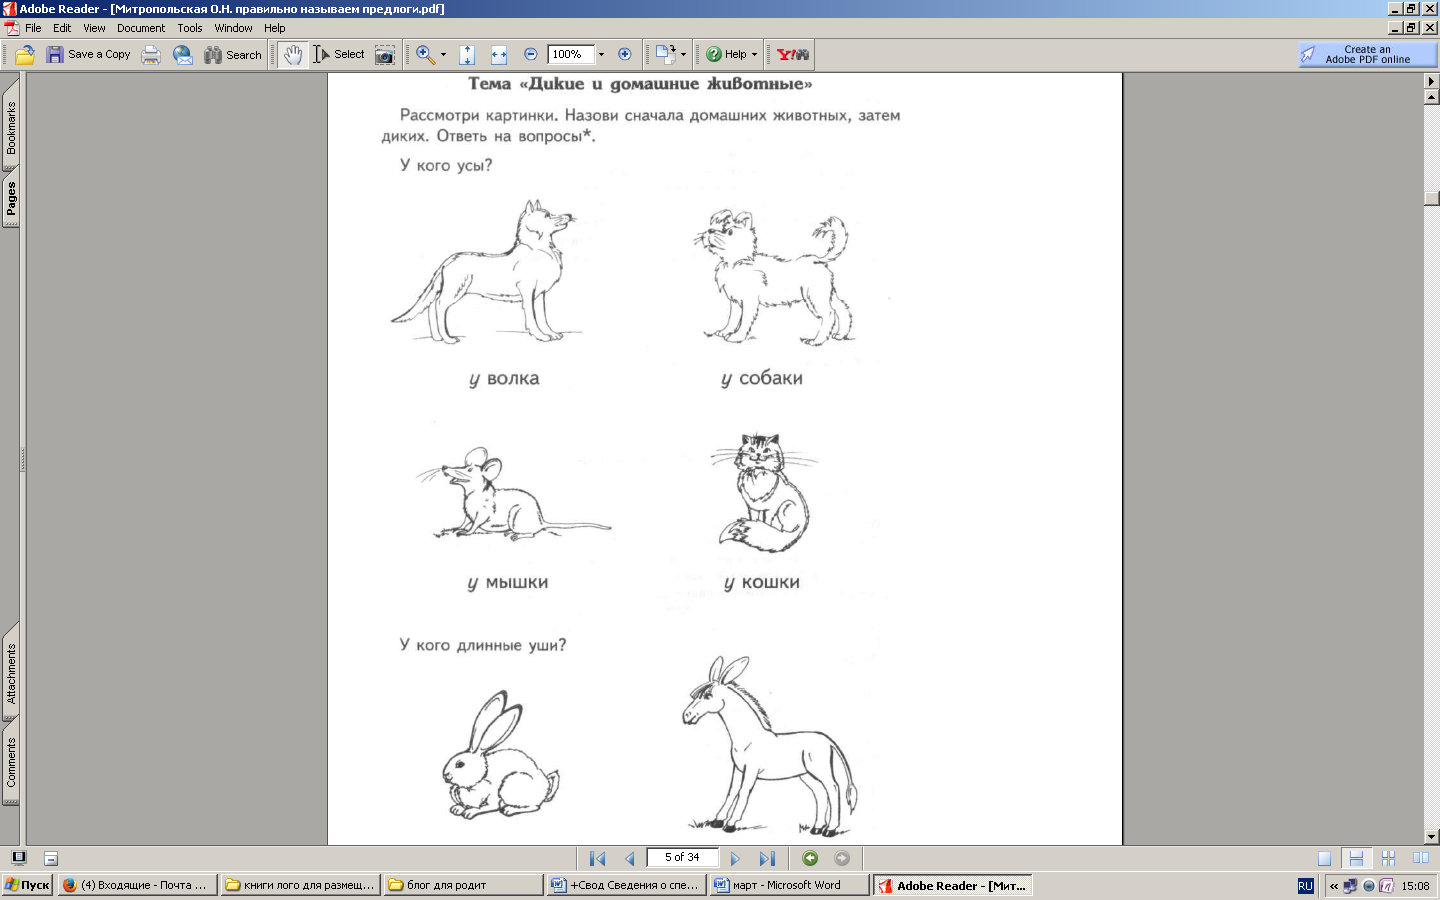 Adobe Reader - [Митропольская О.Н. правильно называем предлоги.pdf]
File Edit View Document Tools Window Help
Save a Copy Search Select 100% Help Y! Create an
Adobe PDF online
Bookmarks
Pages
Attachments
Comments
Тема «Дикие и домашние животные»
Рассмотри картинки. Назови сначала домашних животных, затем
диких. Ответь на вопросы*.
У кого усы?
у волка у собаки
у мышки у кошки
У кого длинные уши?
5 of 34
Пуск (4) Входящие - Почта ... книги лого для размещ... блог для родит +Свод Сведения о спе... март - Microsoft Word Adobe Reader - [Мит... RU « 15:08